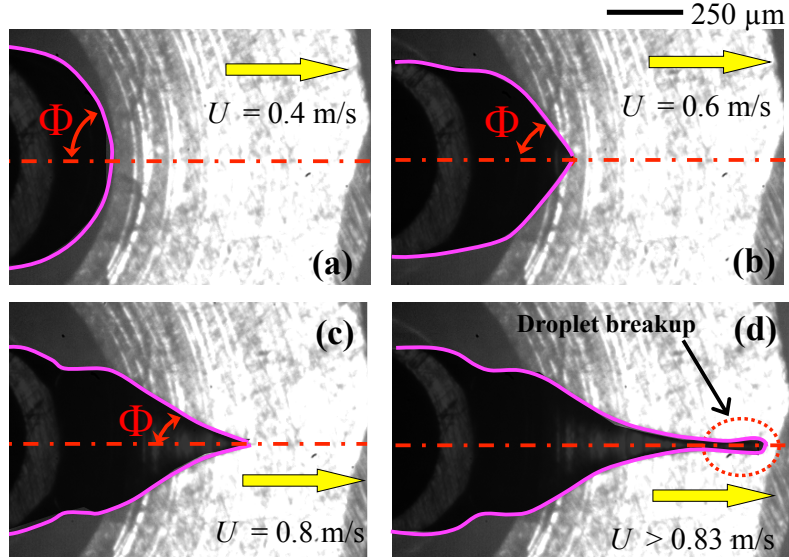 250 µm
Φ
U = 0.4 m/s
(a)
Φ
U = 0.6 m/s
(b)
(c)
Φ
U = 0.8 m/s
(d)
Droplet breakup
U > 0.83 m/s